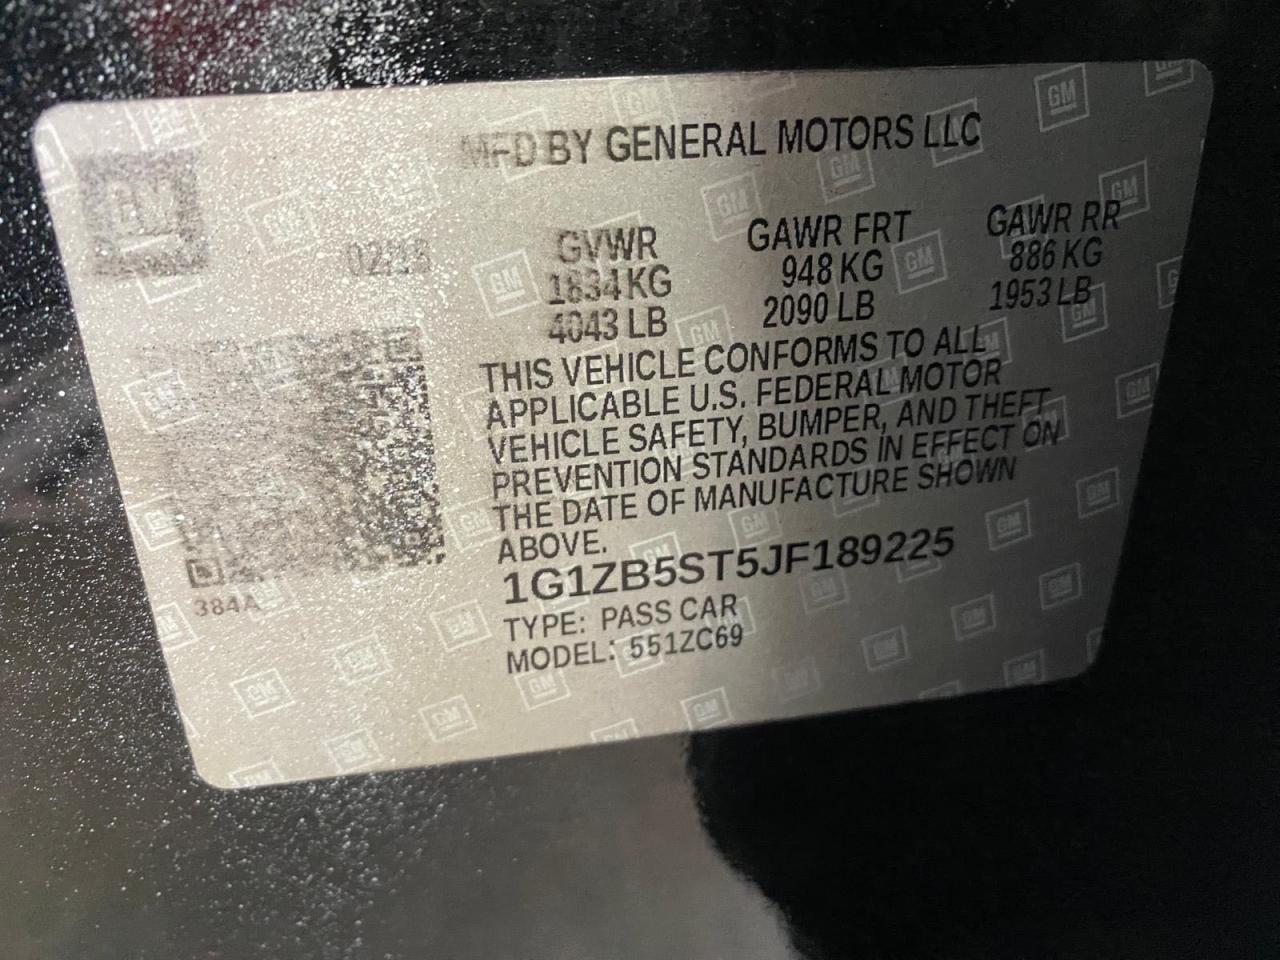 MFD BY GENERAL MOTORS LLC
GM
GVWR GAWR FRT GAWR RR
1834 KG 948 KG 886 KG
4043 LB 2090 LB 1953 LB
THIS VEHICLE CONFORMS TO ALL
APPLICABLE U.S. FEDERAL MOTOR
VEHICLE SAFETY, BUMPER, AND THEFT
PREVENTION STANDARDS IN EFFECT ON
THE DATE OF MANUFACTURE SHOWN
ABOVE.
1G1ZB5ST5JF189225
384A
TYPE: PASS CAR
MODEL: 551ZC69